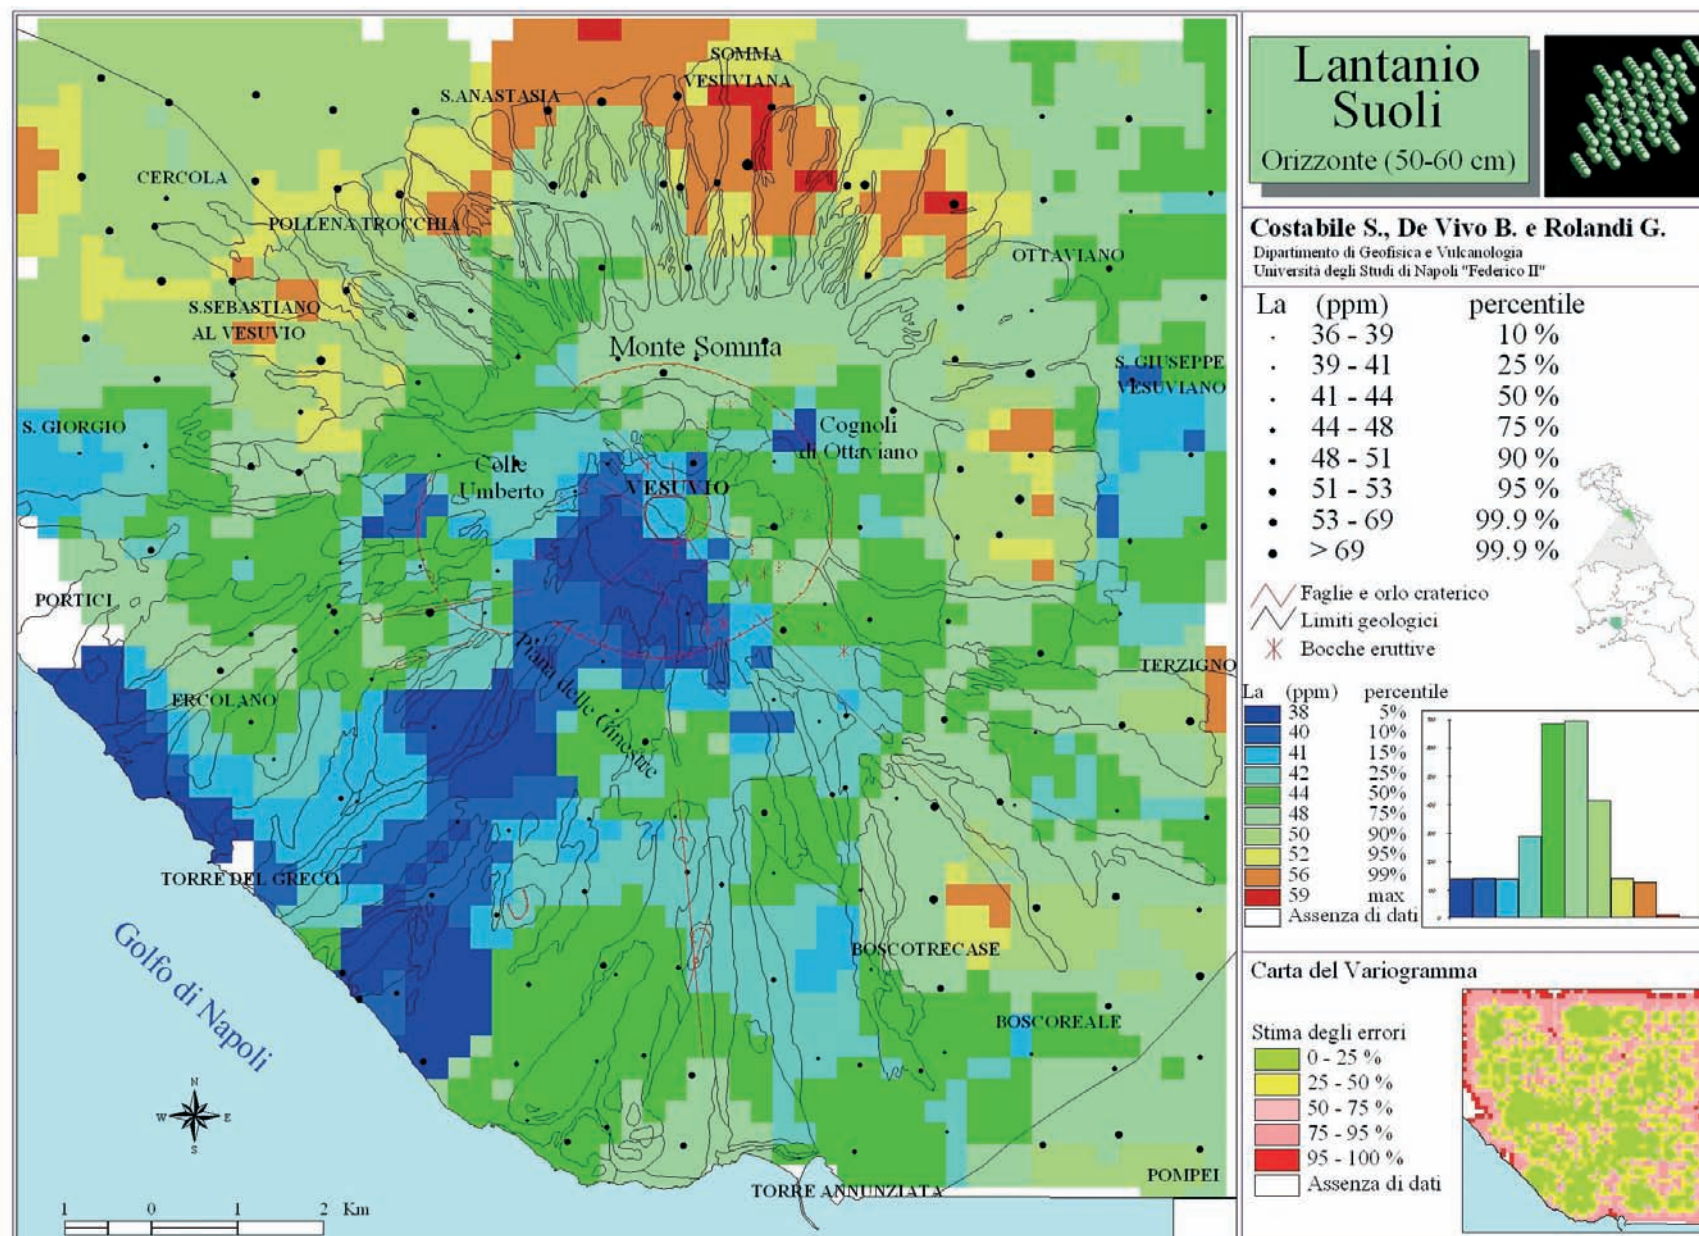 SOMMA
VESUVIANA
S.ANASTASIA
CERCOLA
POLLENA TROCCHIA
OTTAVIANO
S.SEBASTIANO
AL VESUVIO
Monte Somma
S. GIUSEPPE
VESUVIANO
S. GIORGIO
Cognoli
di Ottaviano
Colle
Umberto
VESUVIO
PORTICI
Piana delle Ginestre
TERZIGNO
ERCOLANO
TORRE DEL GRECO
Golfo di Napoli
BOSCOTRECASE
BOSCOREALE
POMPEI
TORRE ANNUNZIATA
N
W E
S
1 0 1 2 Km
Lantanio
Suoli
Orizzonte (50-60 cm)
Costabile S., De Vivo B. e Rolandi G.
Dipartimento di Geofisica e Vulcanologia
Università degli Studi di Napoli "Federico II"
La (ppm) percentile
36 - 39 10 %
39 - 41 25 %
41 - 44 50 %
44 - 48 75 %
48 - 51 90 %
51 - 53 95 %
53 - 69 99.9 %
> 69 99.9 %
Faglie e orlo craterico
Limiti geologici
Bocche eruttive
La (ppm) percentile
38 5%
40 10%
41 15%
42 25%
44 50%
48 75%
50 90%
52 95%
56 99%
59 max
Assenza di dati
Carta del Variogramma
Stima degli errori
0 - 25 %
25 - 50 %
50 - 75 %
75 - 95 %
95 - 100 %
Assenza di dati